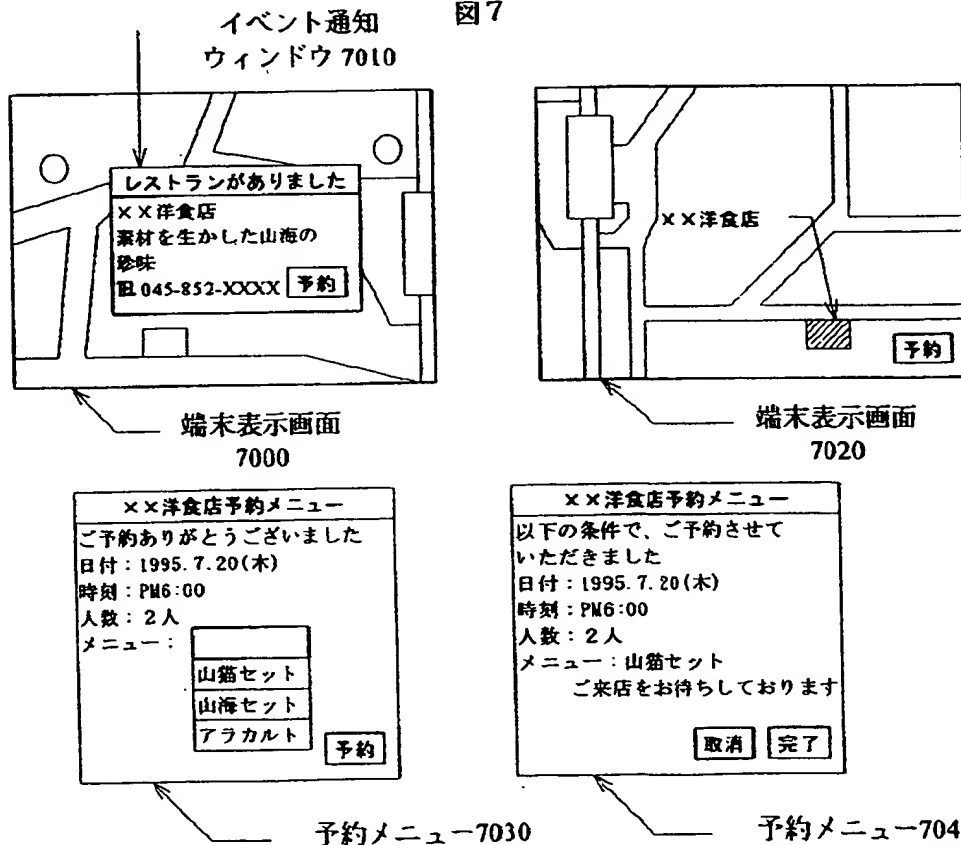 図7
イベント通知
ウィンドウ 7010
レストランがありました
××洋食店
素材を生かした山海の
珍味
℡ 045-852-XXXX 予約
端末表示画面
7000
××洋食店
予約
端末表示画面
7020
××洋食店予約メニュー
ご予約ありがとうございました
日付：1995.7.20(木)
時刻：PM6:00
人数：2人
メニュー：
山猫セット
山海セット
アラカルト
予約
予約メニュー7030
××洋食店予約メニュー
以下の条件で、ご予約させて
いただきました
日付：1995.7.20(木)
時刻：PM6:00
人数：2人
メニュー：山猫セット
ご来店をお待ちしております
取消 完了
予約メニュー704